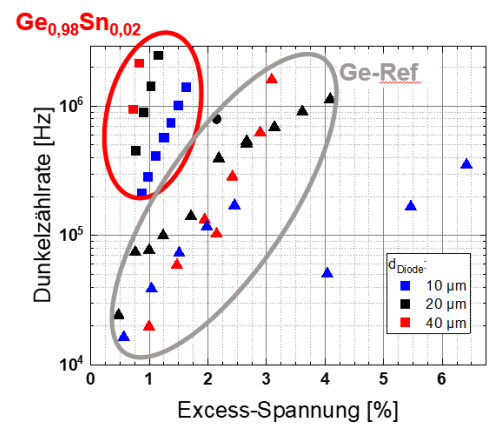 Ge0,98Sn0,02
Ge-Ref
Dunkelzählrate [Hz]
10^6
10^5
10^4
d_Diode:
10 µm
20 µm
40 µm
0 1 2 3 4 5 6
Excess-Spannung [%]